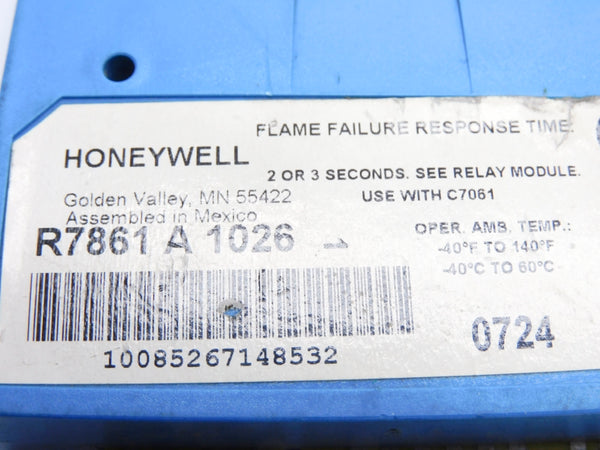 FLAME FAILURE RESPONSE TIME:
HONEYWELL
2 OR 3 SECONDS. SEE RELAY MODULE.
Golden Valley, MN 55422
USE WITH C7061
Assembled in Mexico
R7861 A 1026
OPER. AMB. TEMP.:
-40°F TO 140°F
-40°C TO 60°C
0724
10085267148532